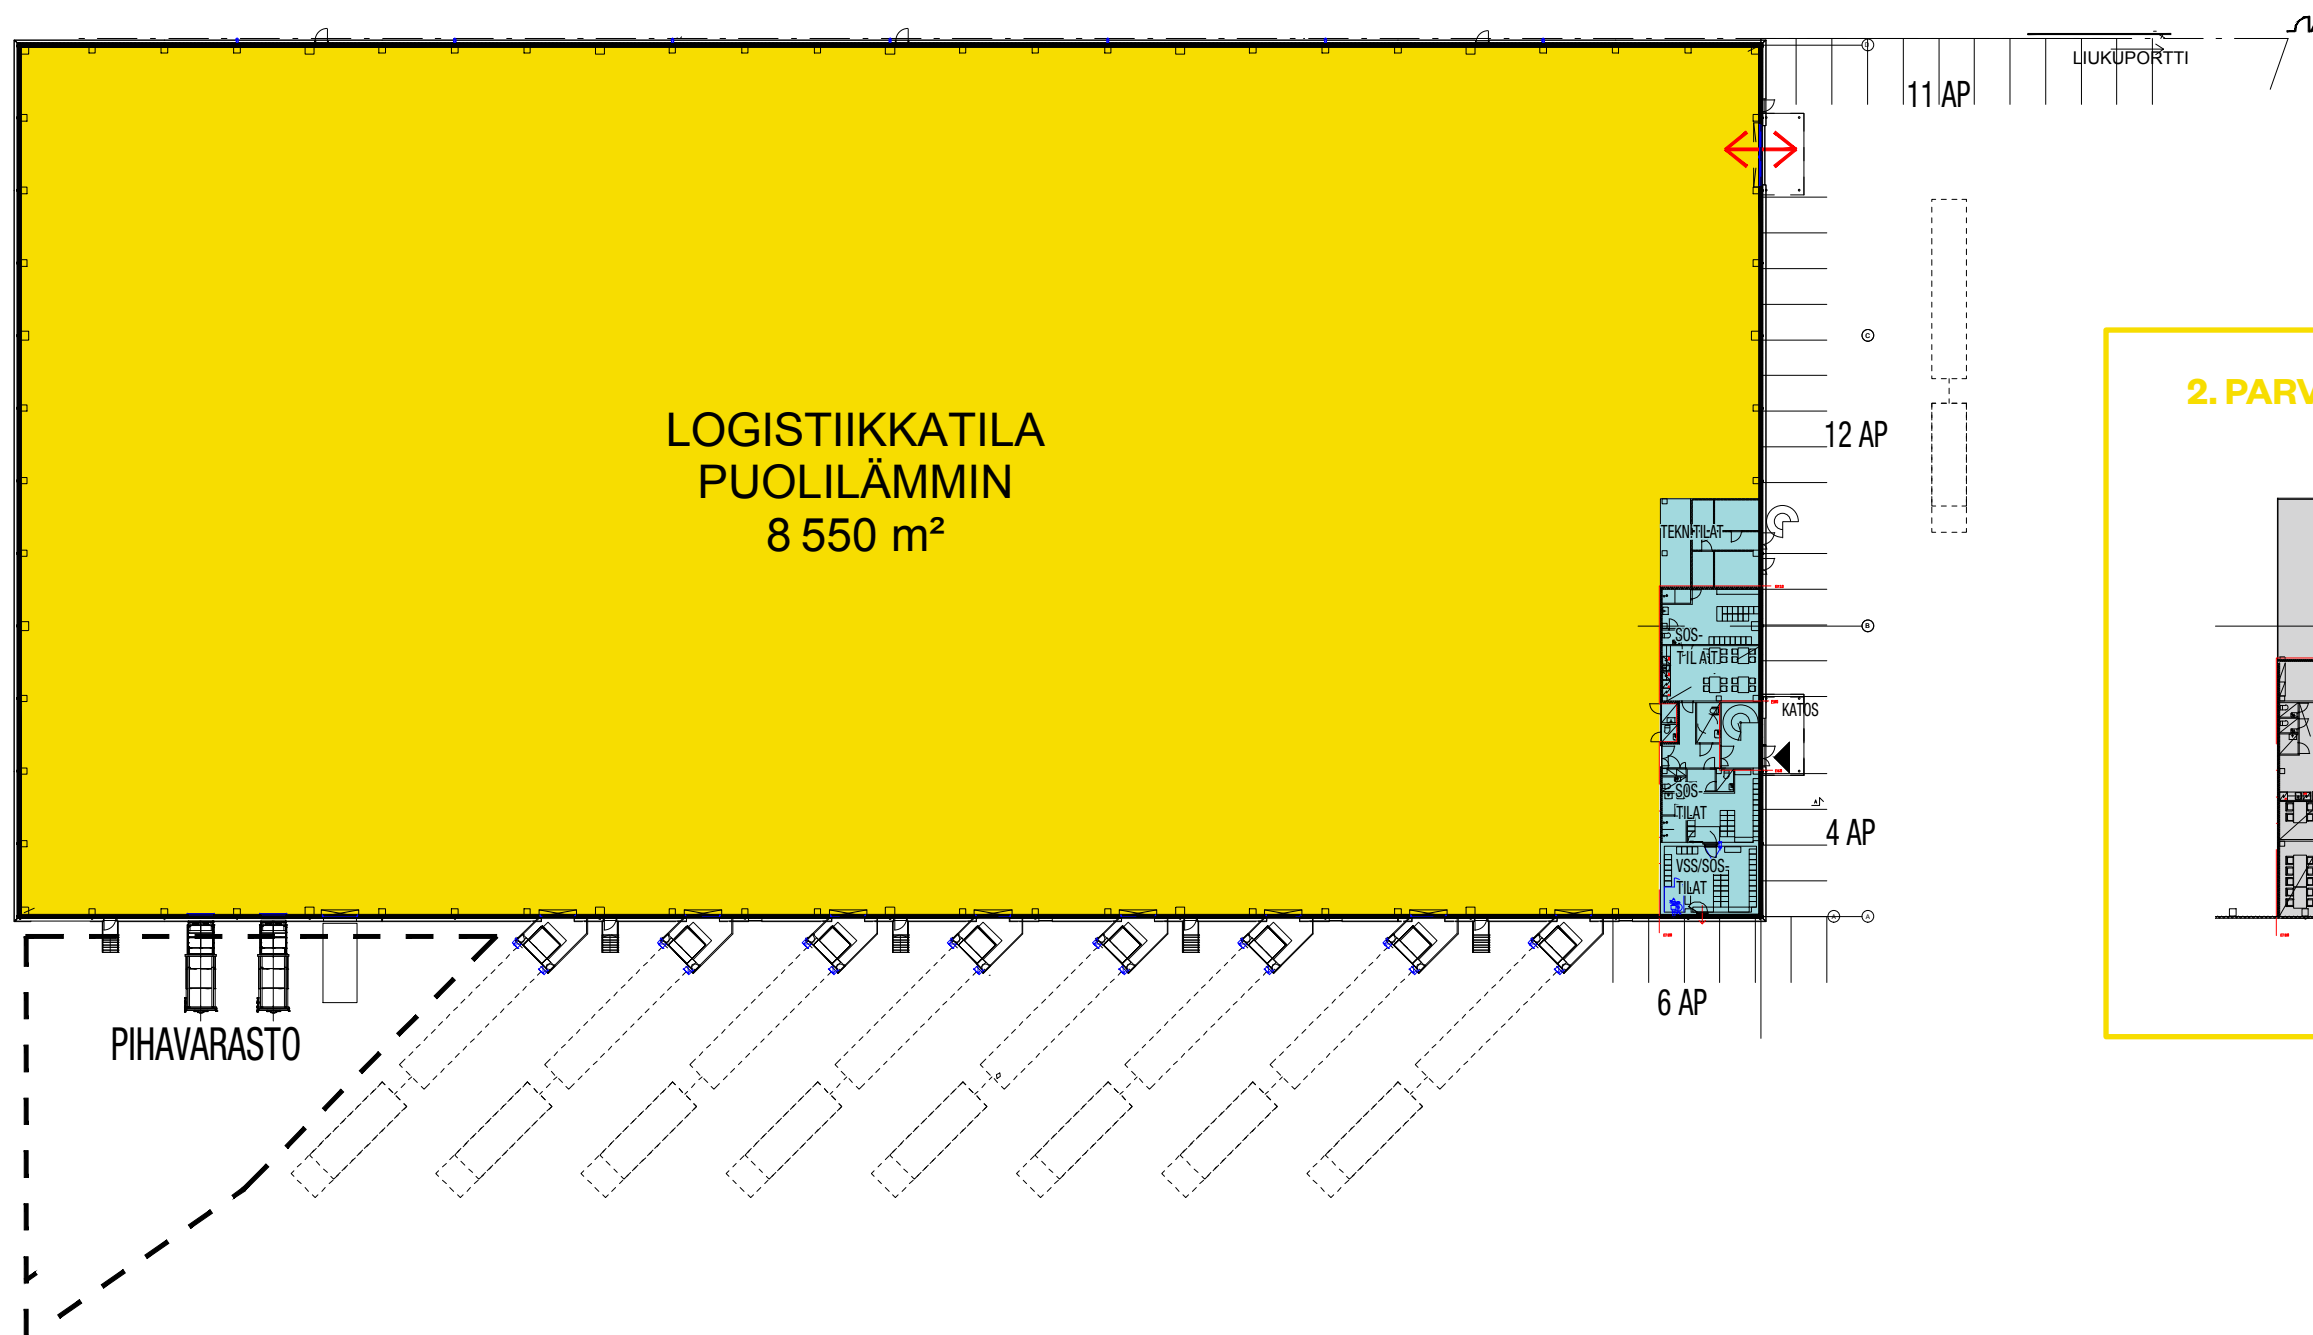 LIUKUPORTTI
11 AP
2. PARV
LOGISTIIKKATILA
PUOLILÄMMIN
8 550 m²
12 AP
TEKN.TILAT
SOS-
TILAT
KATOS
SOS-
TILAT
4 AP
VSS/SOS-
TILAT
6 AP
PIHAVARASTO
D
C
B
A
A